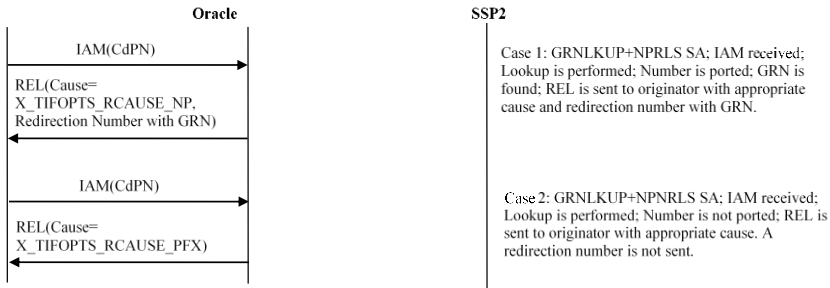 Oracle
SSP2
IAM(CdPN)
REL(Cause=
X_TIFOPTS_RCAUSE_NP,
Redirection Number with GRN)
Case 1: GRNLKUP+NPRLS SA; IAM received;
Lookup is performed; Number is ported; GRN is
found; REL is sent to originator with appropriate
cause and redirection number with GRN.
IAM(CdPN)
REL(Cause=
X_TIFOPTS_RCAUSE_PFX)
Case 2: GRNLKUP+NPNRLS SA; IAM received;
Lookup is performed; Number is not ported; REL is
sent to originator with appropriate cause. A
redirection number is not sent.